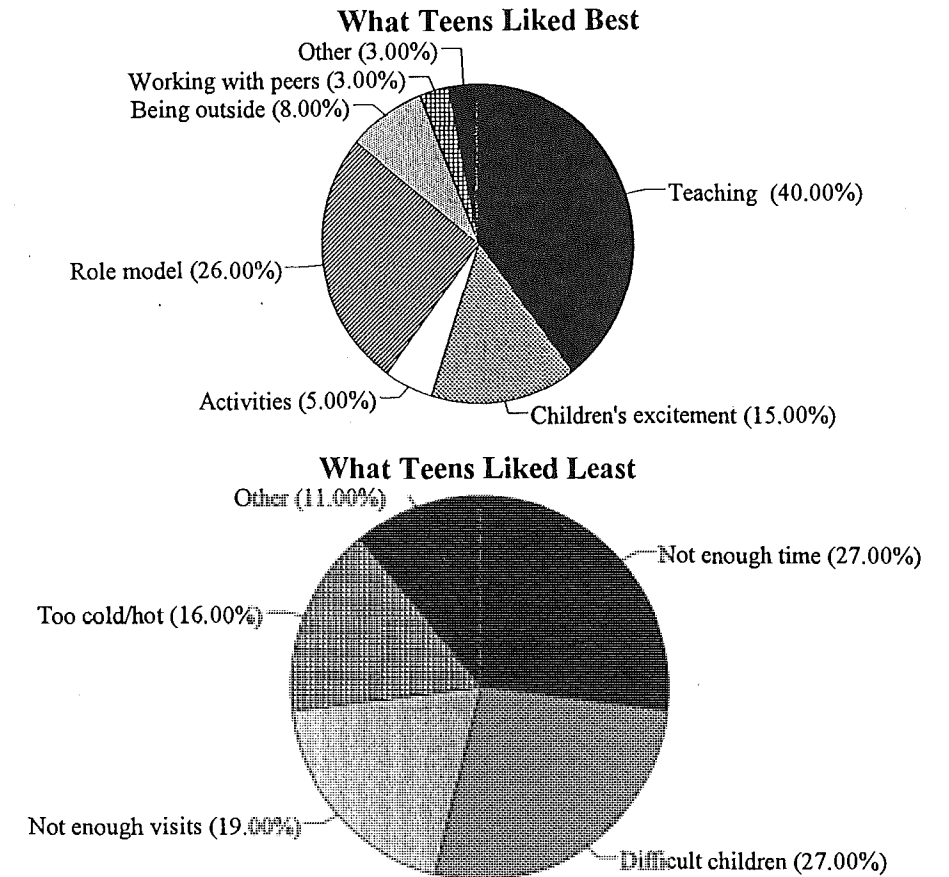 What Teens Liked Best
Other (3.00%)
Working with peers (3.00%)
Being outside (8.00%)
Teaching (40.00%)
Role model (26.00%)
Activities (5.00%)
Children's excitement (15.00%)
What Teens Liked Least
Other (11.00%)
Not enough time (27.00%)
Too cold/hot (16.00%)
Not enough visits (19.00%)
Difficult children (27.00%)